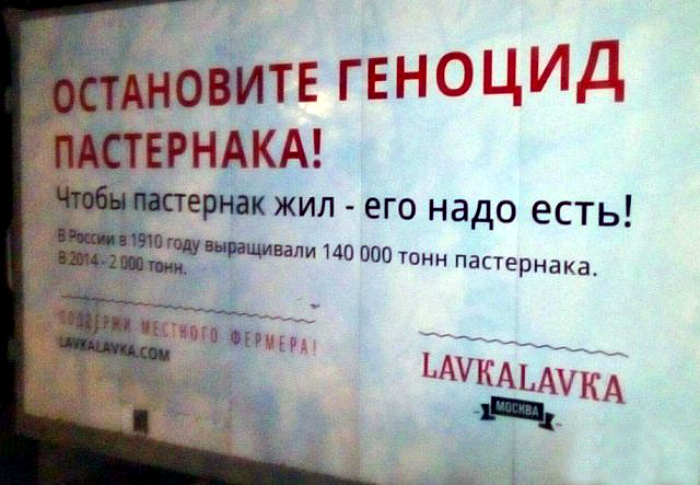 ОСТАНОВИТЕ ГЕНОЦИД
ПАСТЕРНАКА!
Чтобы пастернак жил - его надо есть!
В России в 1910 году выращивали 140 000 тонн пастернака.
В 2014 - 2 000 тонн.
ПОДДЕРЖИ МЕСТНОГО ФЕРМЕРА!
LAVKALAVKA.COM
LAVKALAVKA
МОСКВА